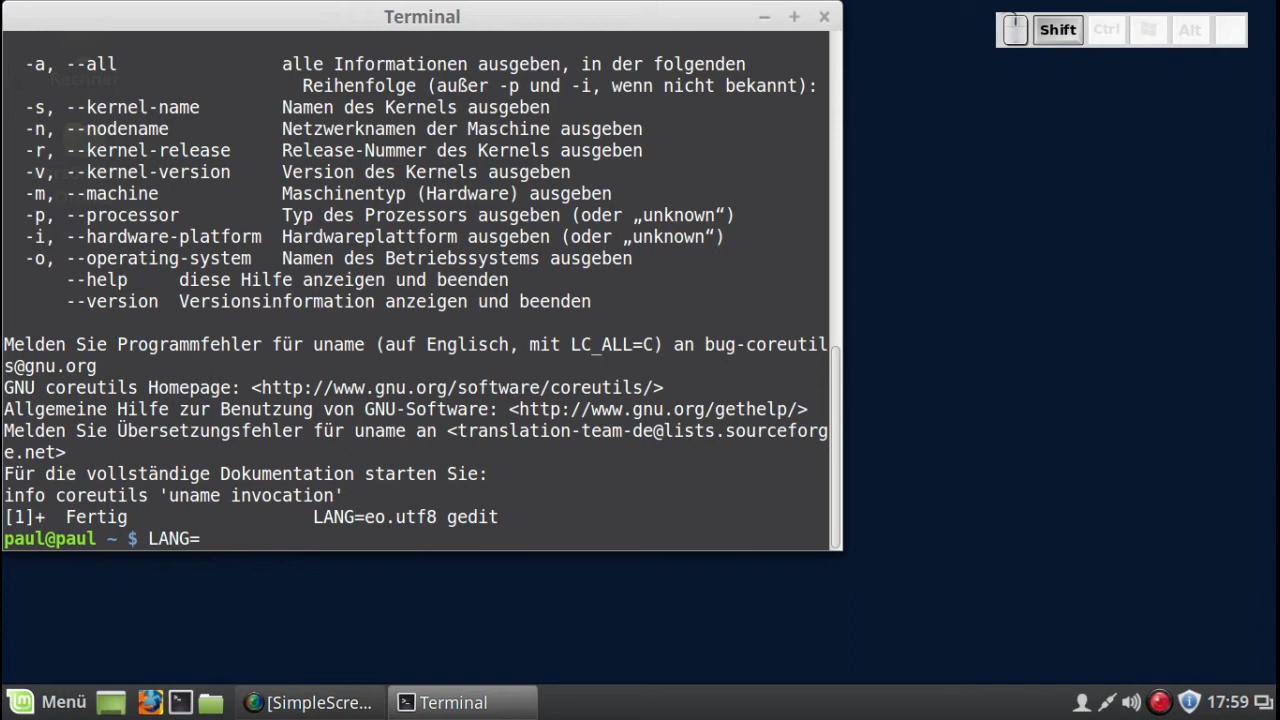 Terminal
Shift
Ctrl
Alt
-a, --all alle Informationen ausgeben, in der folgenden
Reihenfolge (außer -p und -i, wenn nicht bekannt):
-s, --kernel-name Namen des Kernels ausgeben
-n, --nodename Netzwerknamen der Maschine ausgeben
-r, --kernel-release Release-Nummer des Kernels ausgeben
-v, --kernel-version Version des Kernels ausgeben
-m, --machine Maschinentyp (Hardware) ausgeben
-p, --processor Typ des Prozessors ausgeben (oder „unknown“)
-i, --hardware-platform Hardwareplattform ausgeben (oder „unknown“)
-o, --operating-system Namen des Betriebssystems ausgeben
--help diese Hilfe anzeigen und beenden
--version Versionsinformation anzeigen und beenden
Melden Sie Programmfehler für uname (auf Englisch, mit LC_ALL=C) an bug-coreutil
s@gnu.org
GNU coreutils Homepage: <http://www.gnu.org/software/coreutils/>
Allgemeine Hilfe zur Benutzung von GNU-Software: <http://www.gnu.org/gethelp/>
Melden Sie Übersetzungsfehler für uname an <translation-team-de@lists.sourceforg
e.net>
Für die vollständige Dokumentation starten Sie:
info coreutils 'uname invocation'
[1]+ Fertig LANG=eo.utf8 gedit
paul@paul ~ $ LANG=
Menü
[SimpleScre...
Terminal
17:59